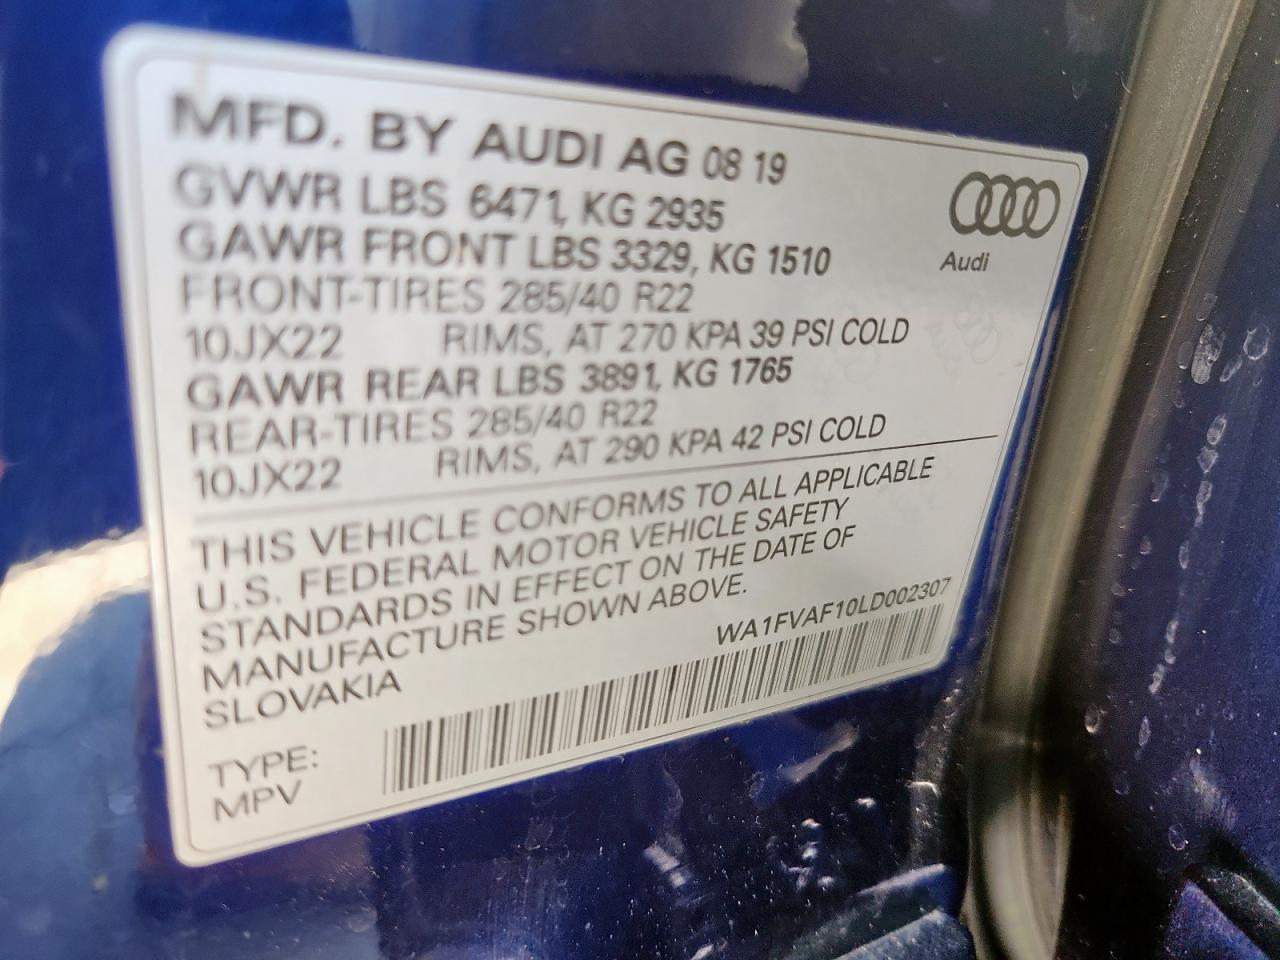 MFD. BY AUDI AG 08 19
GVWR LBS 6471, KG 2935
GAWR FRONT LBS 3329, KG 1510
FRONT-TIRES 285/40 R22
10JX22 RIMS, AT 270 KPA 39 PSI COLD
GAWR REAR LBS 3891, KG 1765
REAR-TIRES 285/40 R22
10JX22 RIMS, AT 290 KPA 42 PSI COLD
Audi
THIS VEHICLE CONFORMS TO ALL APPLICABLE
U.S. FEDERAL MOTOR VEHICLE SAFETY
STANDARDS IN EFFECT ON THE DATE OF
MANUFACTURE SHOWN ABOVE.
SLOVAKIA
WA1FVAF10LD002307
TYPE:
MPV